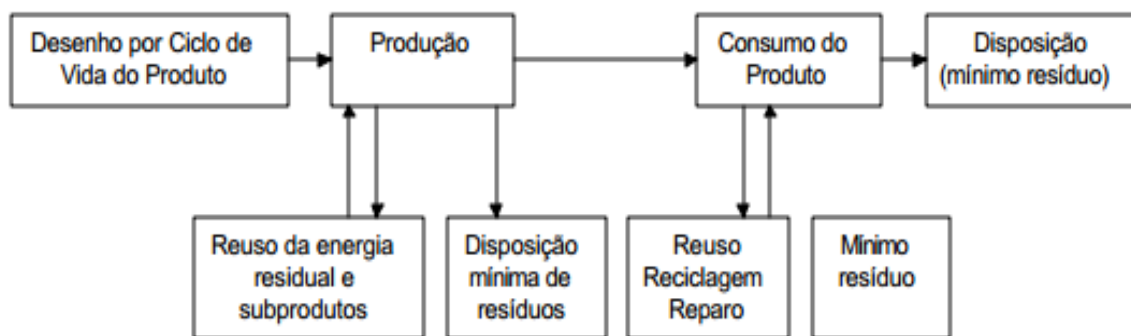 Desenho por Ciclo de
Vida do Produto
Produção
Consumo do
Produto
Disposição
(mínimo resíduo)
Reuso da energia
residual e
subprodutos
Disposição
mínima de
resíduos
Reuso
Reciclagem
Reparo
Mínimo
resíduo